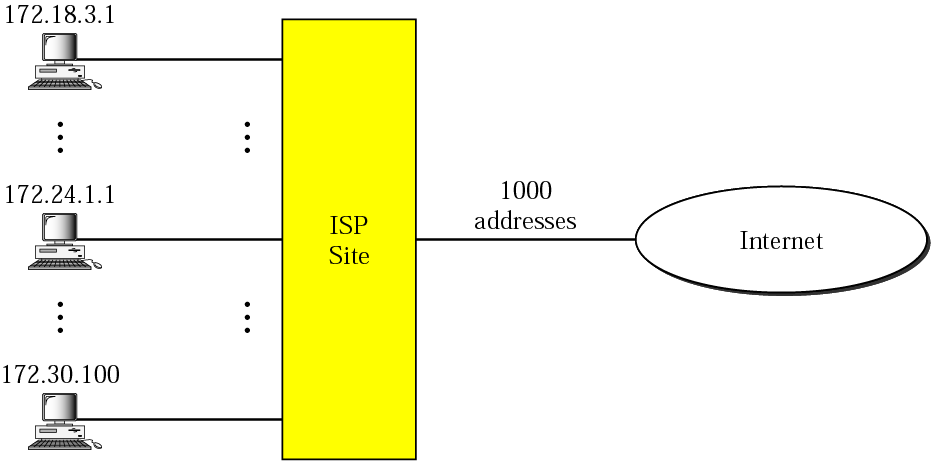 172.18.3.1
172.24.1.1
172.30.100
ISP
Site
1000
addresses
Internet